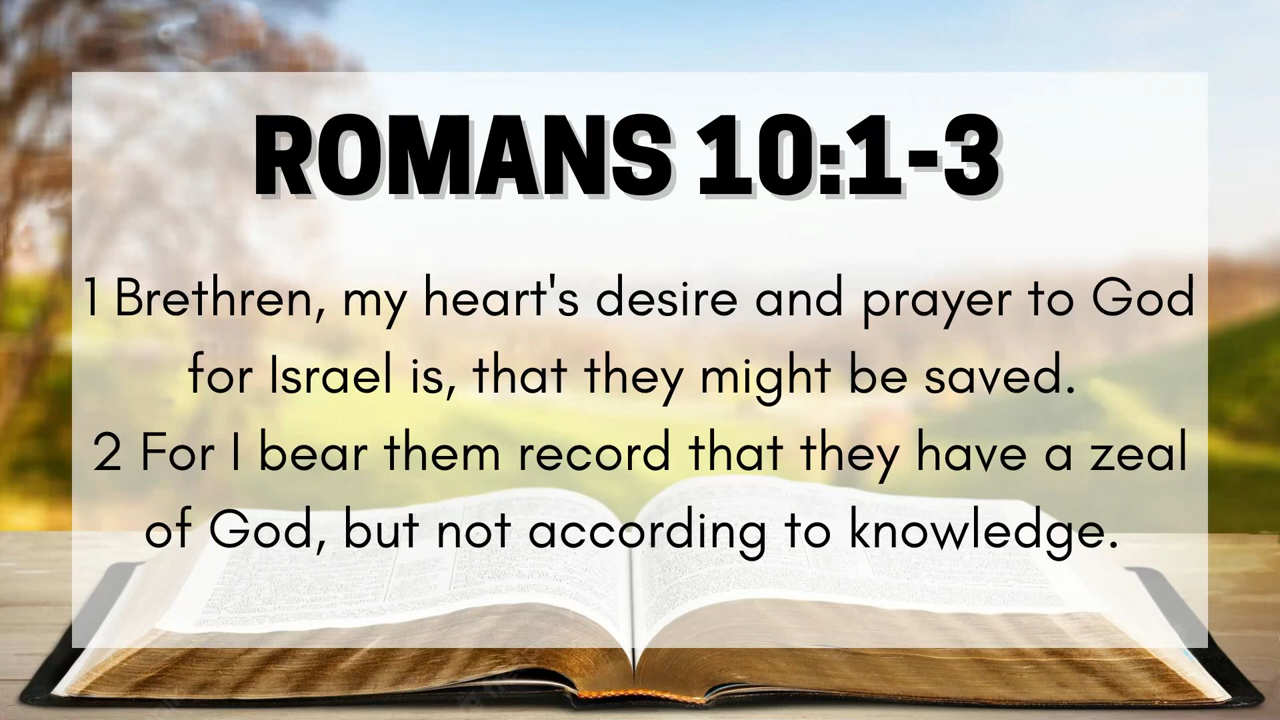 ROMANS 10:1-3
1 Brethren, my heart's desire and prayer to God
for Israel is, that they might be saved.
2 For I bear them record that they have a zeal
of God, but not according to knowledge.